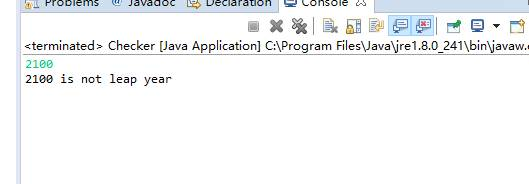 Problems @ Javadoc Declaration Console
<terminated> Checker [Java Application] C:\Program Files\Java\jre1.8.0_241\bin\javaw.
2100
2100 is not leap year